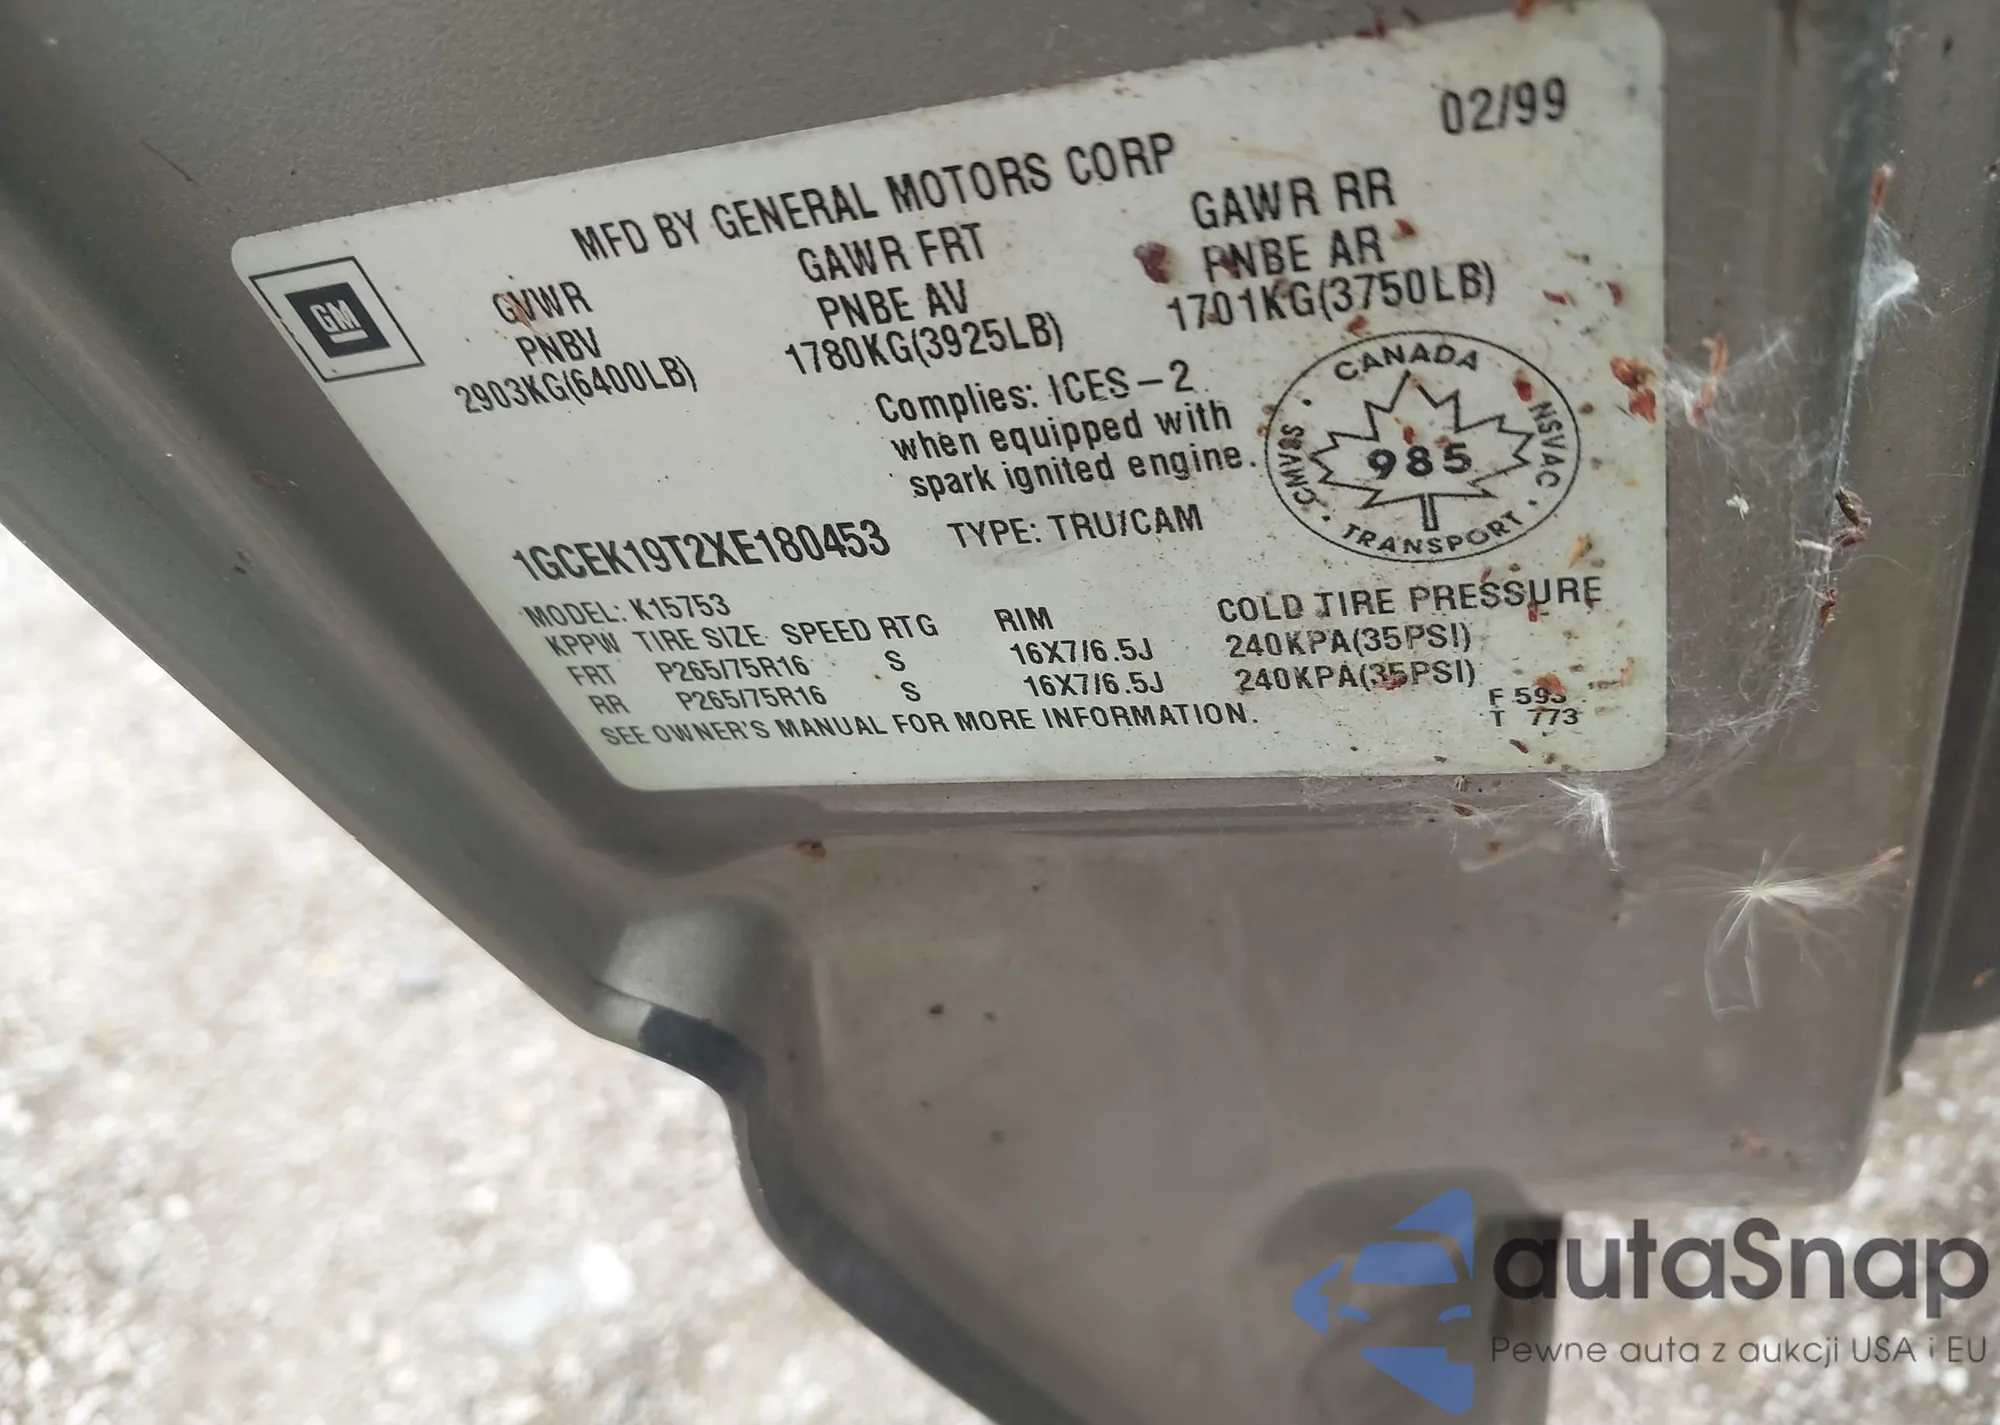 02/99
MFD BY GENERAL MOTORS CORP
GM
GVWR GAWR FRT GAWR RR
PNBV PNBE AV PNBE AR
2903KG(6400LB) 1780KG(3925LB) 1701KG(3750LB)
Complies: ICES-2
when equipped with
spark ignited engine.
CANADA
NSVAC · TRANSPORT · CMVSS
985
1GCEK19T2XE180453 TYPE: TRU/CAM
MODEL: K15753
KPPW TIRE SIZE SPEED RTG RIM COLD TIRE PRESSURE
FRT P265/75R16 S 16X7/6.5J 240KPA(35PSI)
RR P265/75R16 S 16X7/6.5J 240KPA(35PSI)
SEE OWNER'S MANUAL FOR MORE INFORMATION.
F 593
T 773
autaSnap
Pewne auta z aukcji USA i EU